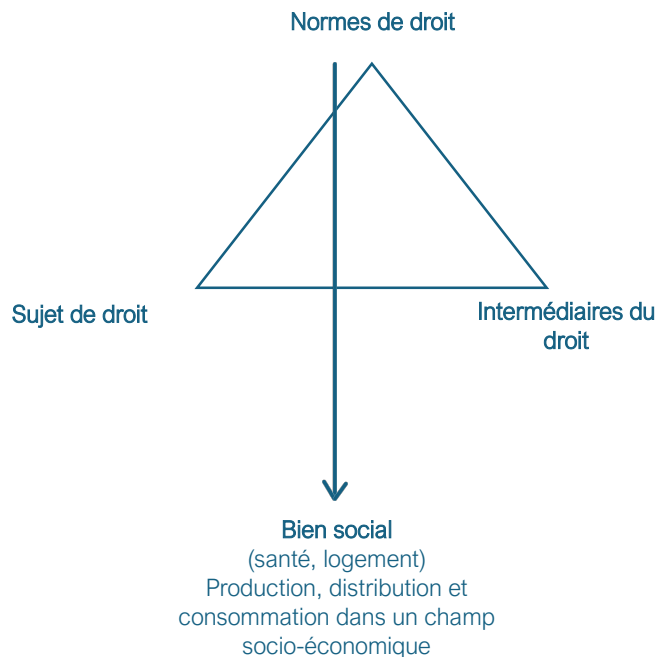 Normes de droit
Sujet de droit
Intermédiaires du
droit
Bien social
(santé, logement)
Production, distribution et
consommation dans un champ
socio-économique